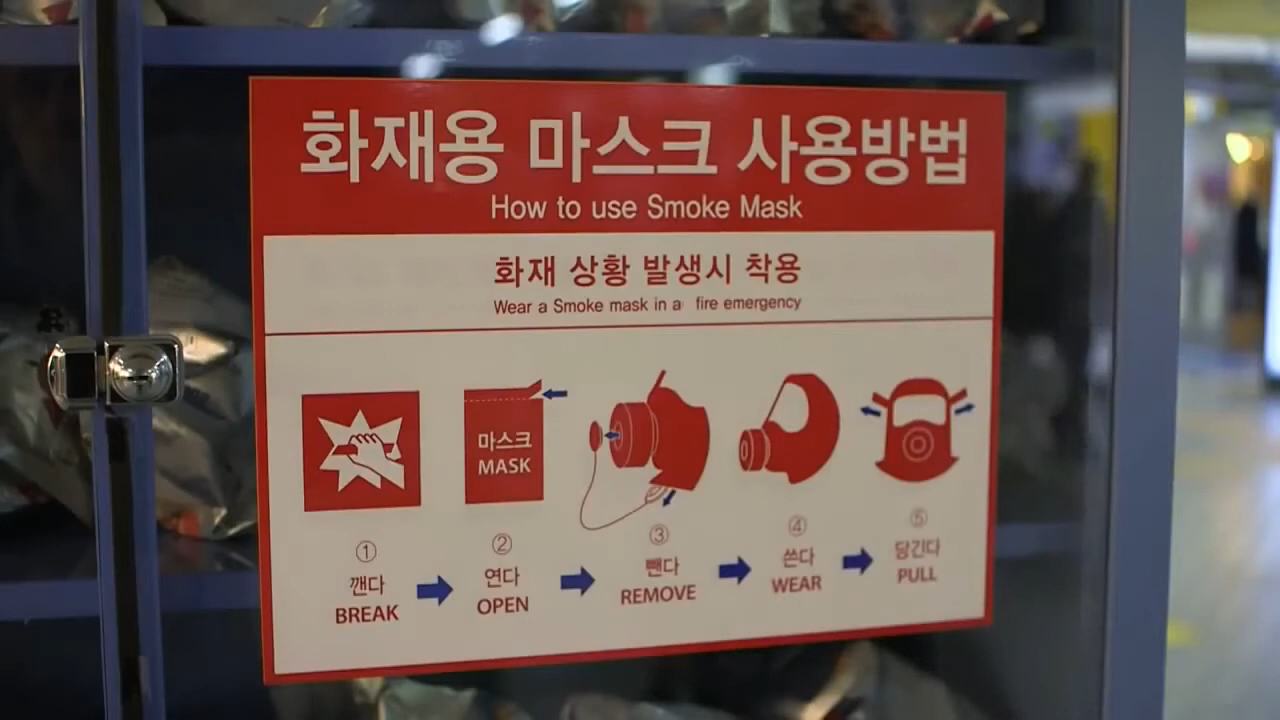 화재용 마스크 사용방법
How to use Smoke Mask
화재 상황 발생시 착용
Wear a Smoke mask in a fire emergency
마스크
MASK
① ② ③ ④ ⑤
깬다 연다 뺀다 쓴다 당긴다
BREAK OPEN REMOVE WEAR PULL